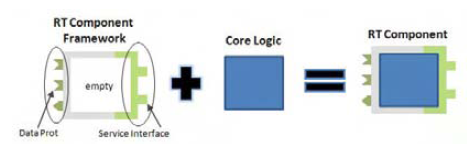 RT Component
Framework
Core Logic
RT Component
empty
Data Prot
Service Interface